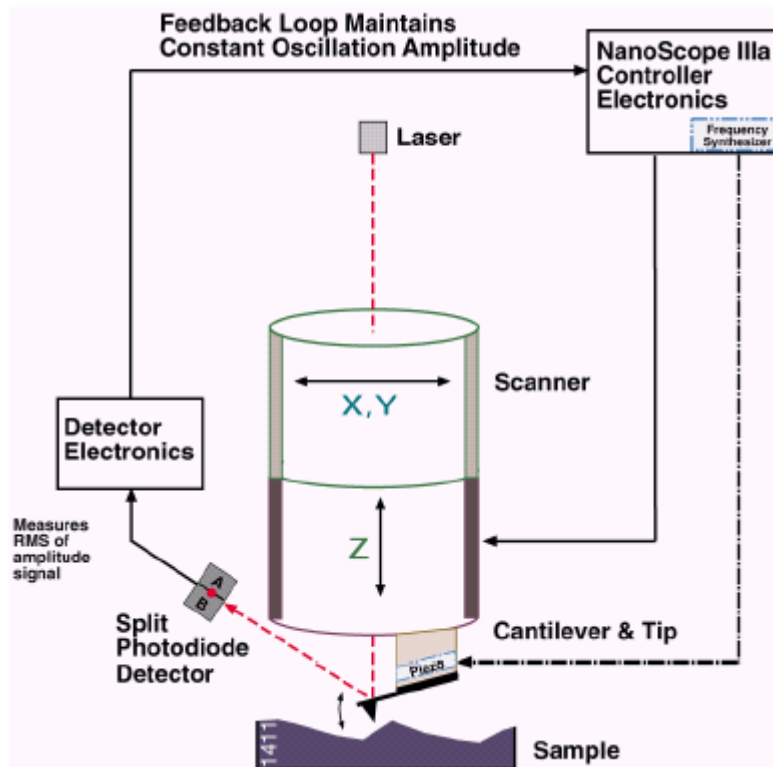 Feedback Loop Maintains
Constant Oscillation Amplitude
NanoScope IIIa
Controller
Electronics
Frequency
Synthesizer
Laser
Scanner
X, Y
Detector
Electronics
Z
Measures
RMS of
amplitude
signal
A
B
Split
Photodiode
Detector
Cantilever & Tip
Piezo
1411
Sample